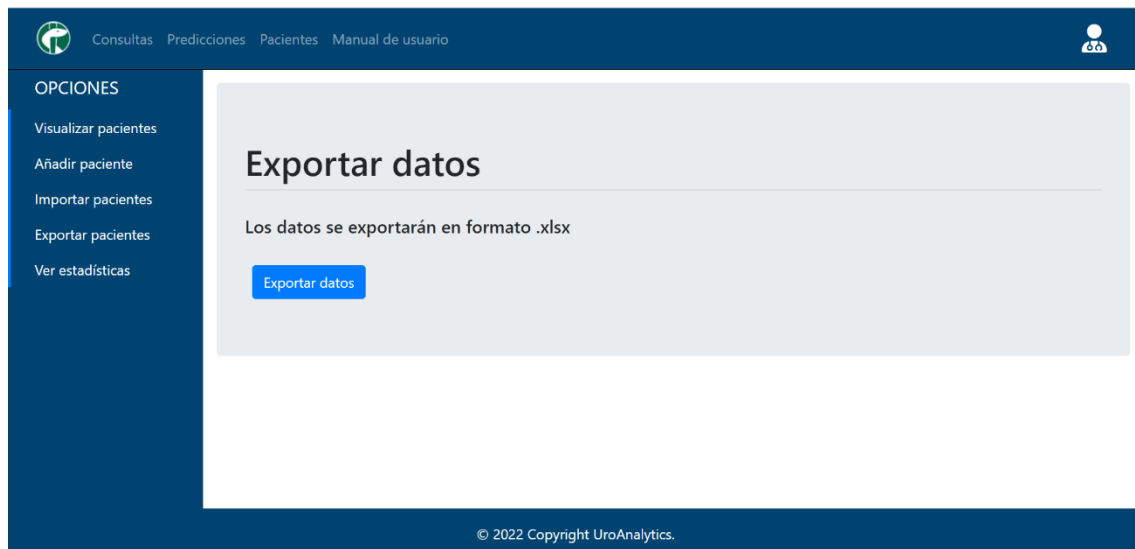 Consultas Predicciones Pacientes Manual de usuario
OPCIONES
Visualizar pacientes
Añadir paciente
Importar pacientes
Exportar pacientes
Ver estadísticas
Exportar datos
Los datos se exportarán en formato .xlsx
Exportar datos
© 2022 Copyright UroAnalytics.